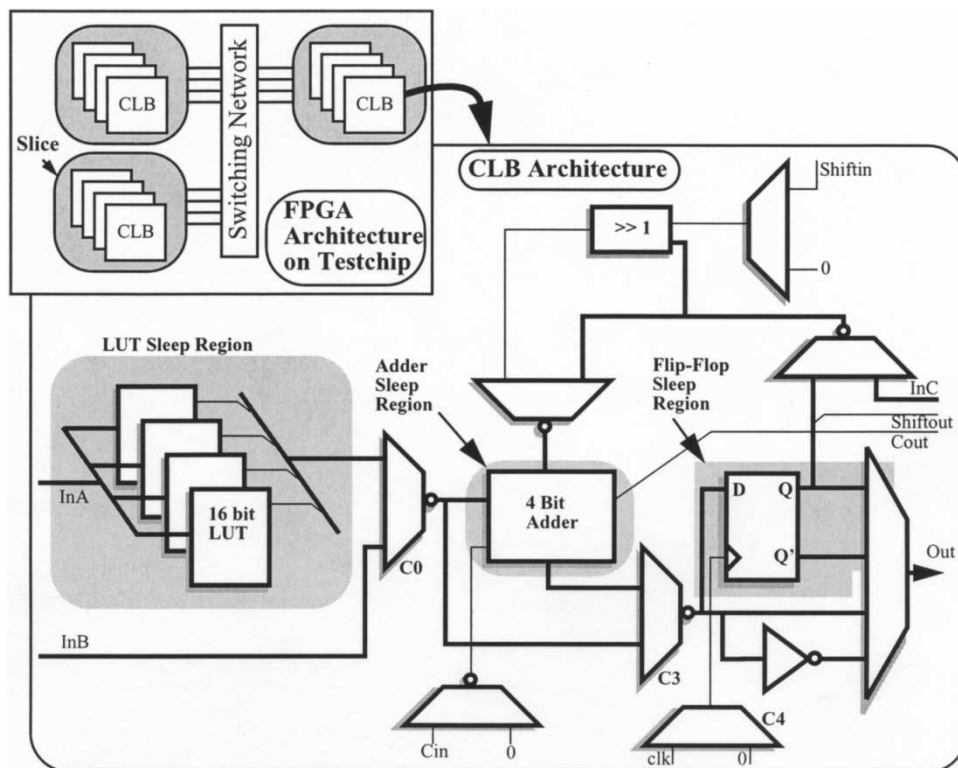 CLB
CLB
Slice
CLB
Switching Network
FPGA
Architecture
on Testchip
CLB Architecture
Shiftin
>> 1
0
LUT Sleep Region
Adder
Sleep
Region
Flip-Flop
Sleep
Region
InC
Shiftout
Cout
InA
16 bit
LUT
C0
4 Bit
Adder
D
Q
Q'
Out
InB
C3
C4
Cin
0
clk
0